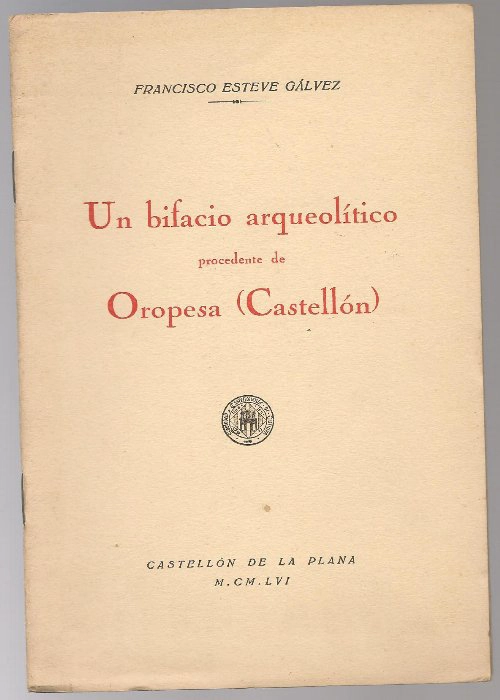 FRANCISCO ESTEVE GÁLVEZ
Un bifacio arqueolítico
procedente de
Oropesa (Castellón)
CASTELLÓN DE LA PLANA
M.CM.LVI